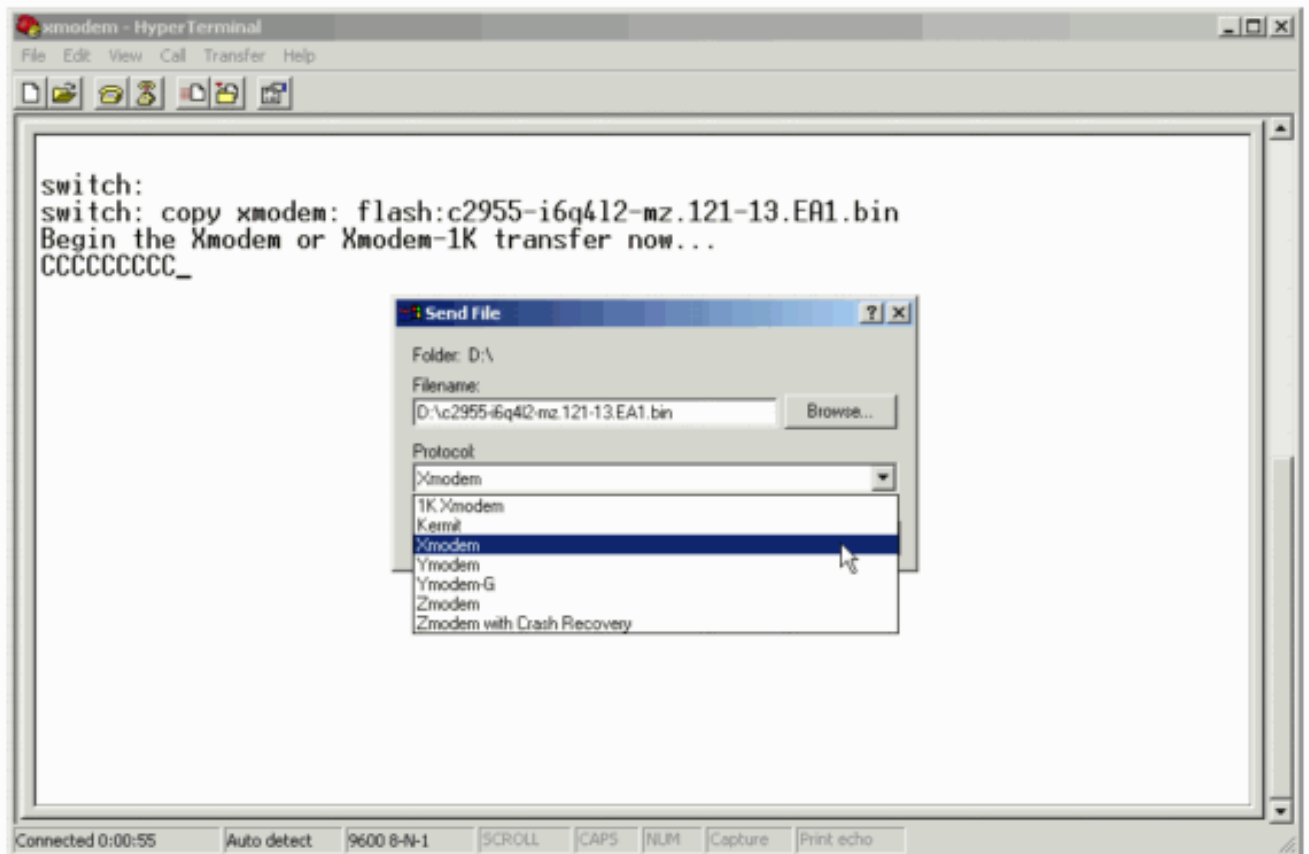 xmodem - HyperTerminal
File Edit View Call Transfer Help
switch:
switch: copy xmodem: flash:c2955-i6q4l2-mz.121-13.EA1.bin
Begin the Xmodem or Xmodem-1K transfer now...
CCCCCCCCC_
Send File
Folder: D:\
Filename:
D:\c2955-i6q4l2-mz.121-13.EA1.bin Browse...
Protocol:
Xmodem
1K Xmodem
Kermit
Xmodem
Ymodem
Ymodem-G
Zmodem
Zmodem with Crash Recovery
Connected 0:00:55 Auto detect 9600 8-N-1 SCROLL CAPS NUM Capture Print echo